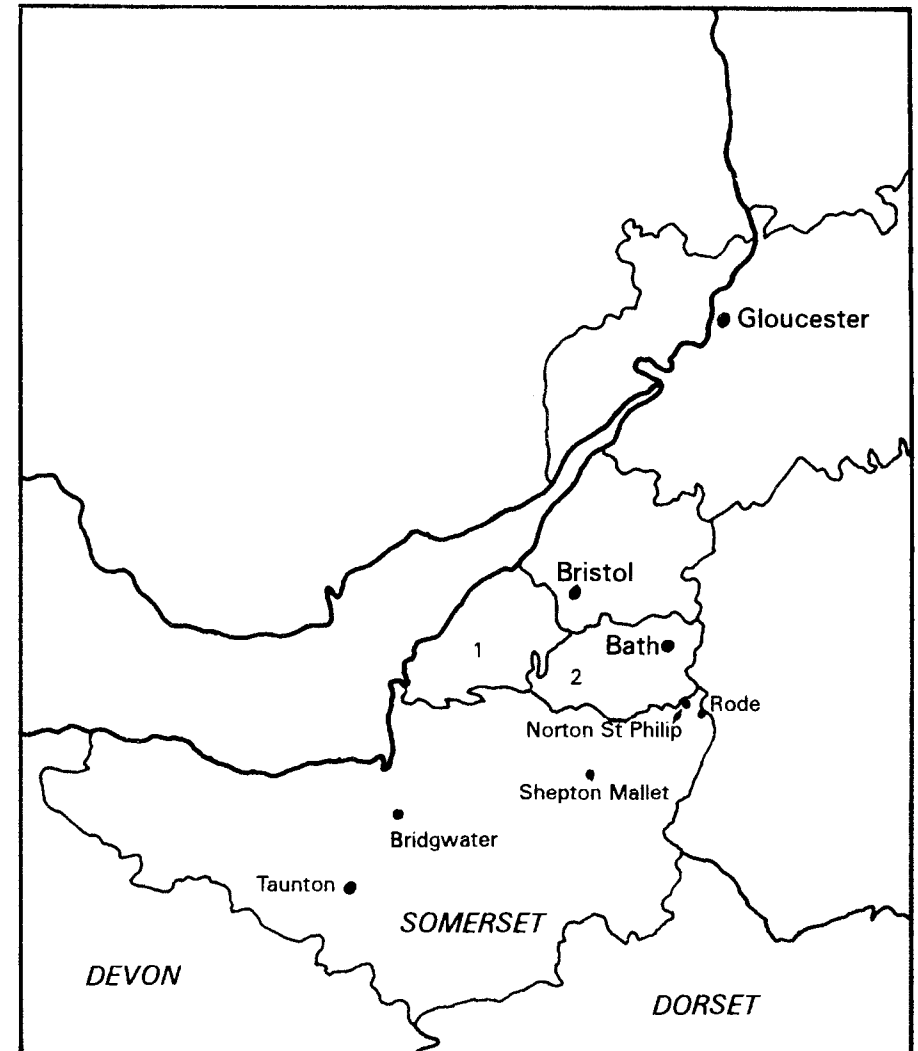 Gloucester
Bristol
1
Bath
2
Rode
Norton St Philip
Shepton Mallet
Bridgwater
Taunton
SOMERSET
DEVON
DORSET